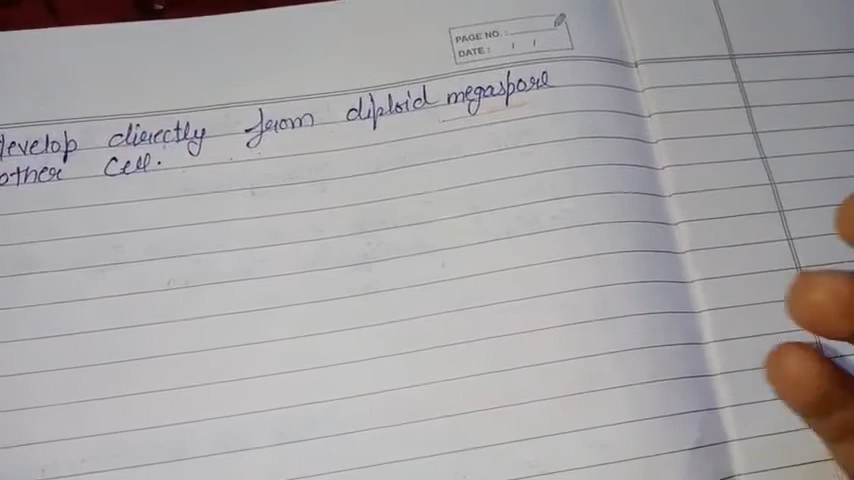 PAGE NO. :
DATE : / /
develop directly from diploid megaspore
other cell.